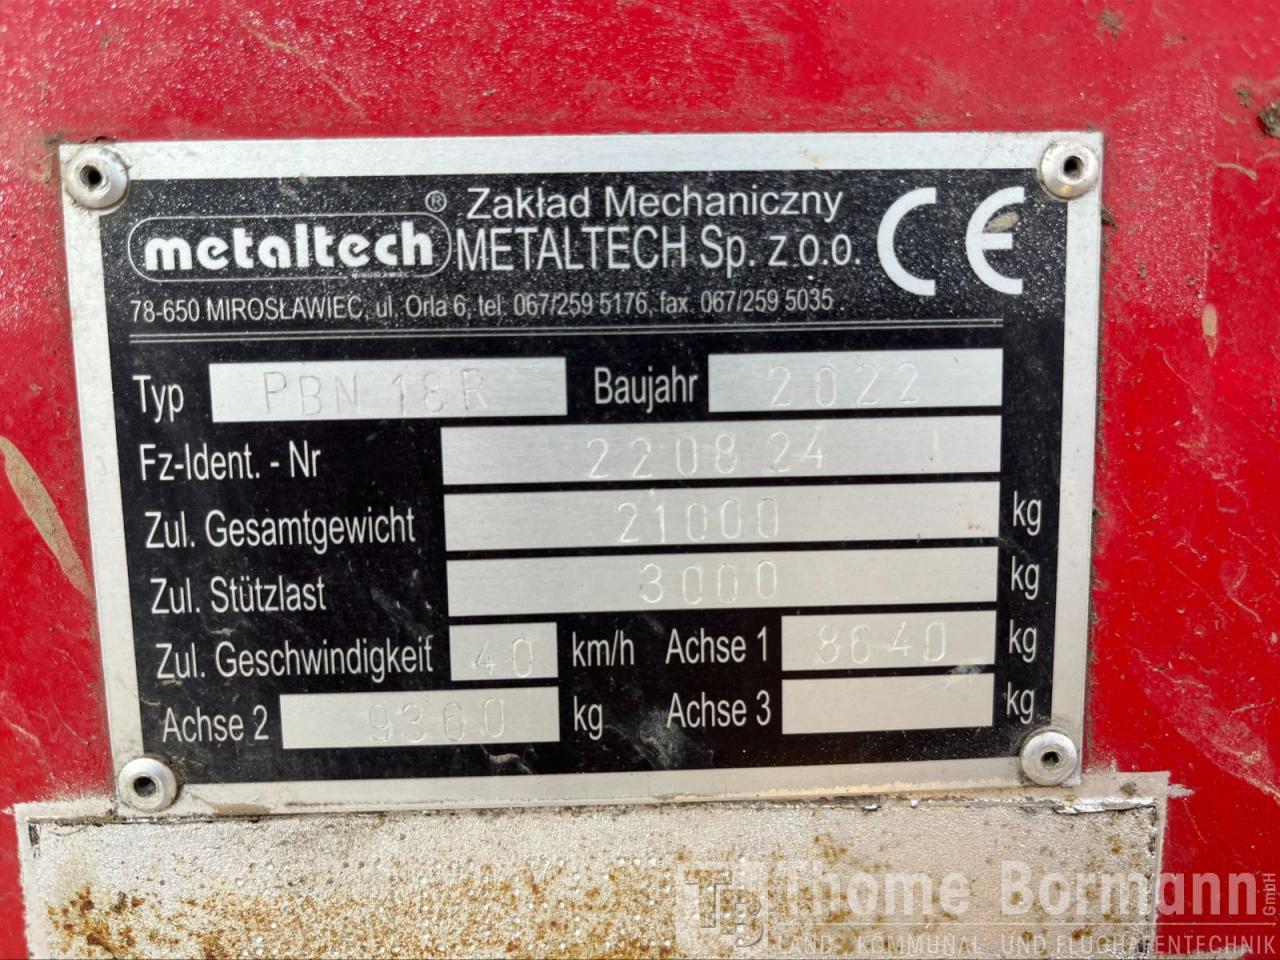 metaltech® Zakład Mechaniczny
METALTECH Sp. z.o.o. CE
78-650 MIROSŁAWIEC, ul. Orla 6, tel. 067/259 5176, fax. 067/259 5035
Typ PBN 18R Baujahr 2022
Fz-Ident. - Nr 220824
Zul. Gesamtgewicht 21000 kg
Zul. Stützlast 3000 kg
Zul. Geschwindigkeit 40 km/h Achse 1 8640 kg
Achse 2 9360 kg Achse 3 kg
TB Thome Bormann GmbH
LAND- KOMMUNAL- UND FLUGHAFENTECHNIK